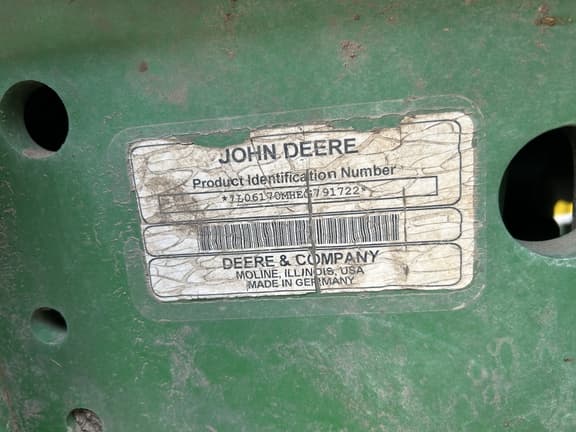 JOHN DEERE
Product Identification Number
*1L06170MHEG791722*
DEERE & COMPANY
MOLINE, ILLINOIS, USA
MADE IN GERMANY